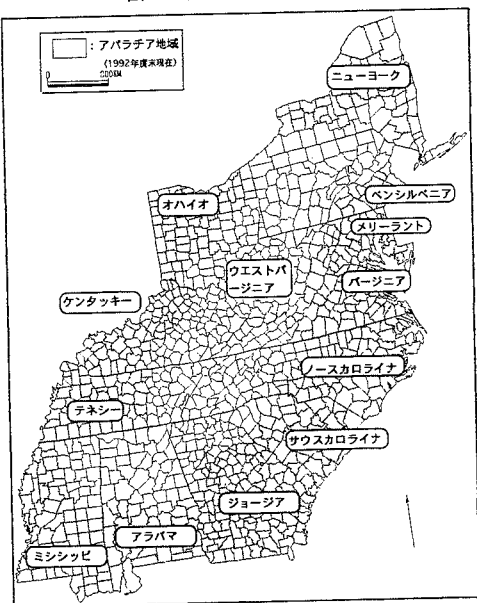 : アパラチア地域
(1992年度末現在)
0
ニューヨーク
ペンシルベニア
オハイオ
メリーラント
ウエストバ
ージニア
バージニア
ケンタッキー
ノースカロライナ
テネシー
サウスカロライナ
ジョージア
アラバマ
ミシシッピ